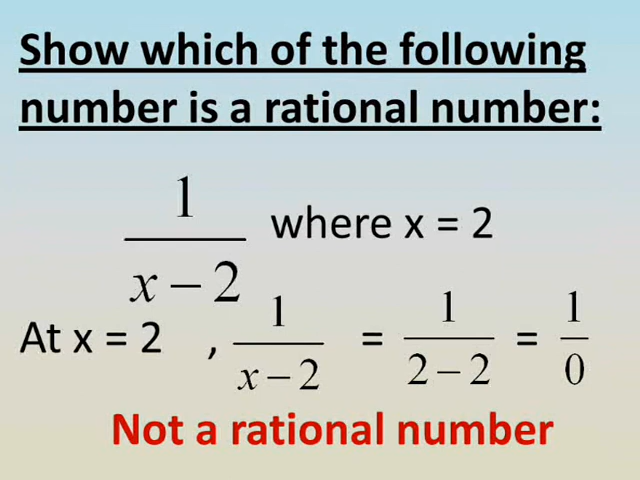 Show which of the following
number is a rational number:
1
x − 2 where x = 2
At x = 2 , 1/x − 2 = 1/2 − 2 = 1/0
Not a rational number